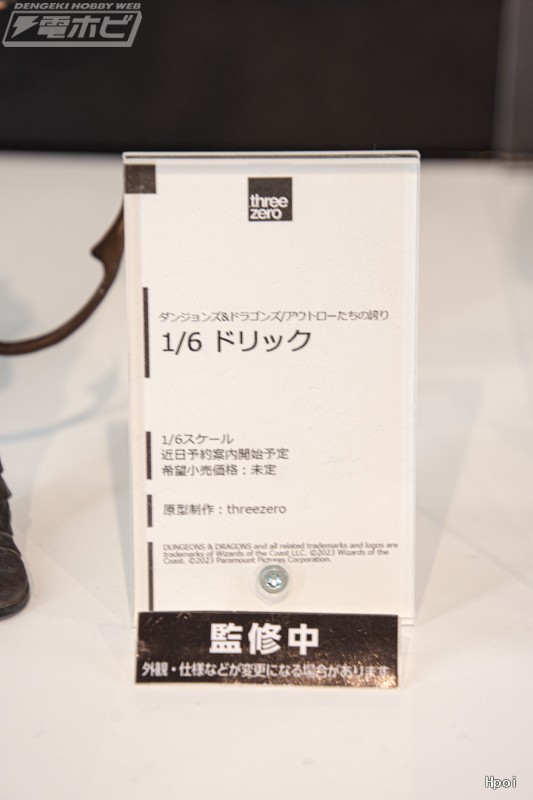 DENGEKI HOBBY WEB
電ホビ
three
zero
ダンジョンズ&ドラゴンズ/アウトローたちの誇り
1/6 ドリック
1/6スケール
近日予約案内開始予定
希望小売価格：未定
原型制作：threezero
DUNGEONS & DRAGONS and all related trademarks and logos are
trademarks of Wizards of the Coast LLC. ©2023 Wizards of the
Coast. ©2023 Paramount Pictures Corporation.
監修中
外観・仕様などが変更になる場合があります
Hpoi